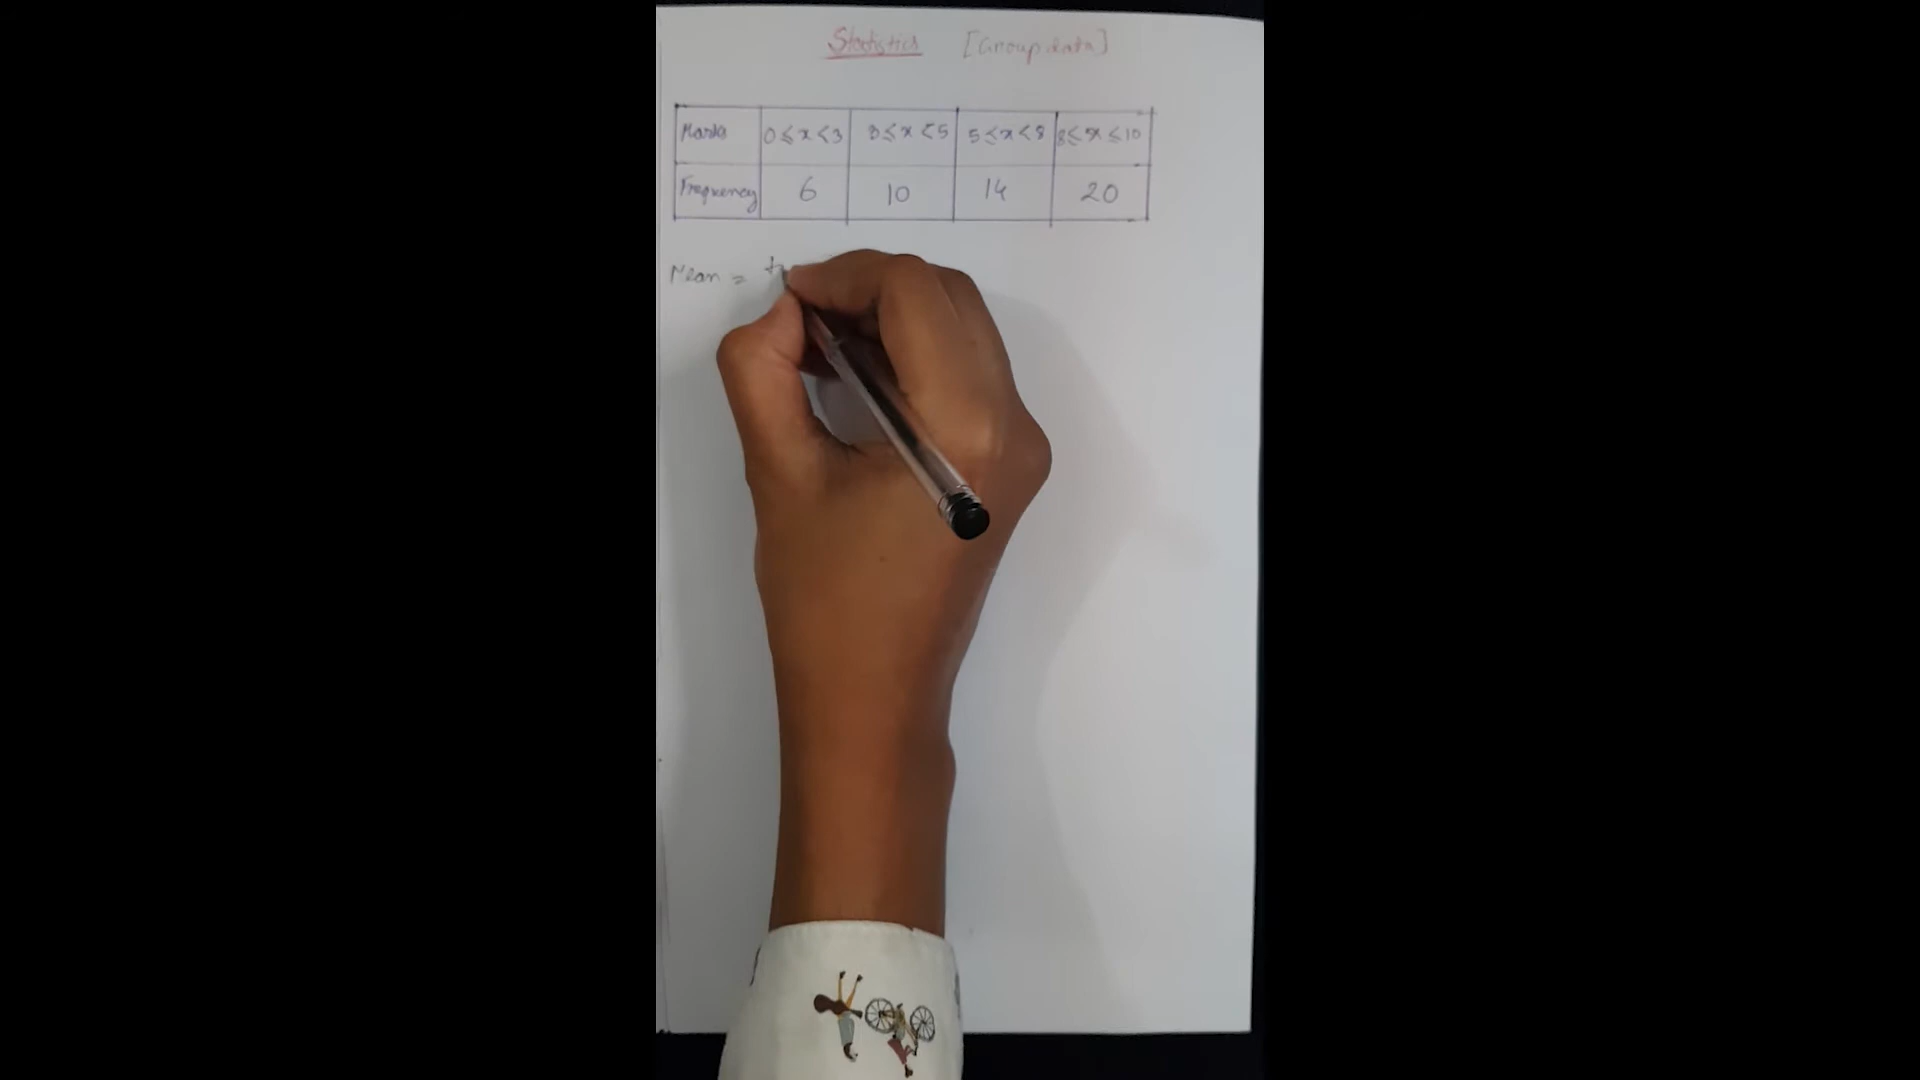 Statistics [Group data]
Marks 0 ≤ x < 3 3 ≤ x < 5 5 ≤ x < 8 8 ≤ x ≤ 10
Frequency 6 10 14 20
Mean =